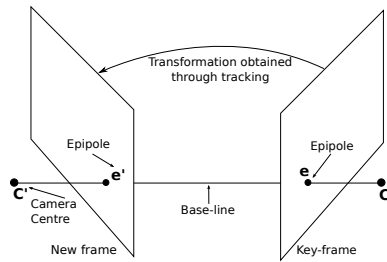 Transformation obtained
through tracking
Epipole
e'
C'
Camera
Centre
New frame
Base-line
Epipole
e
C
Key-frame